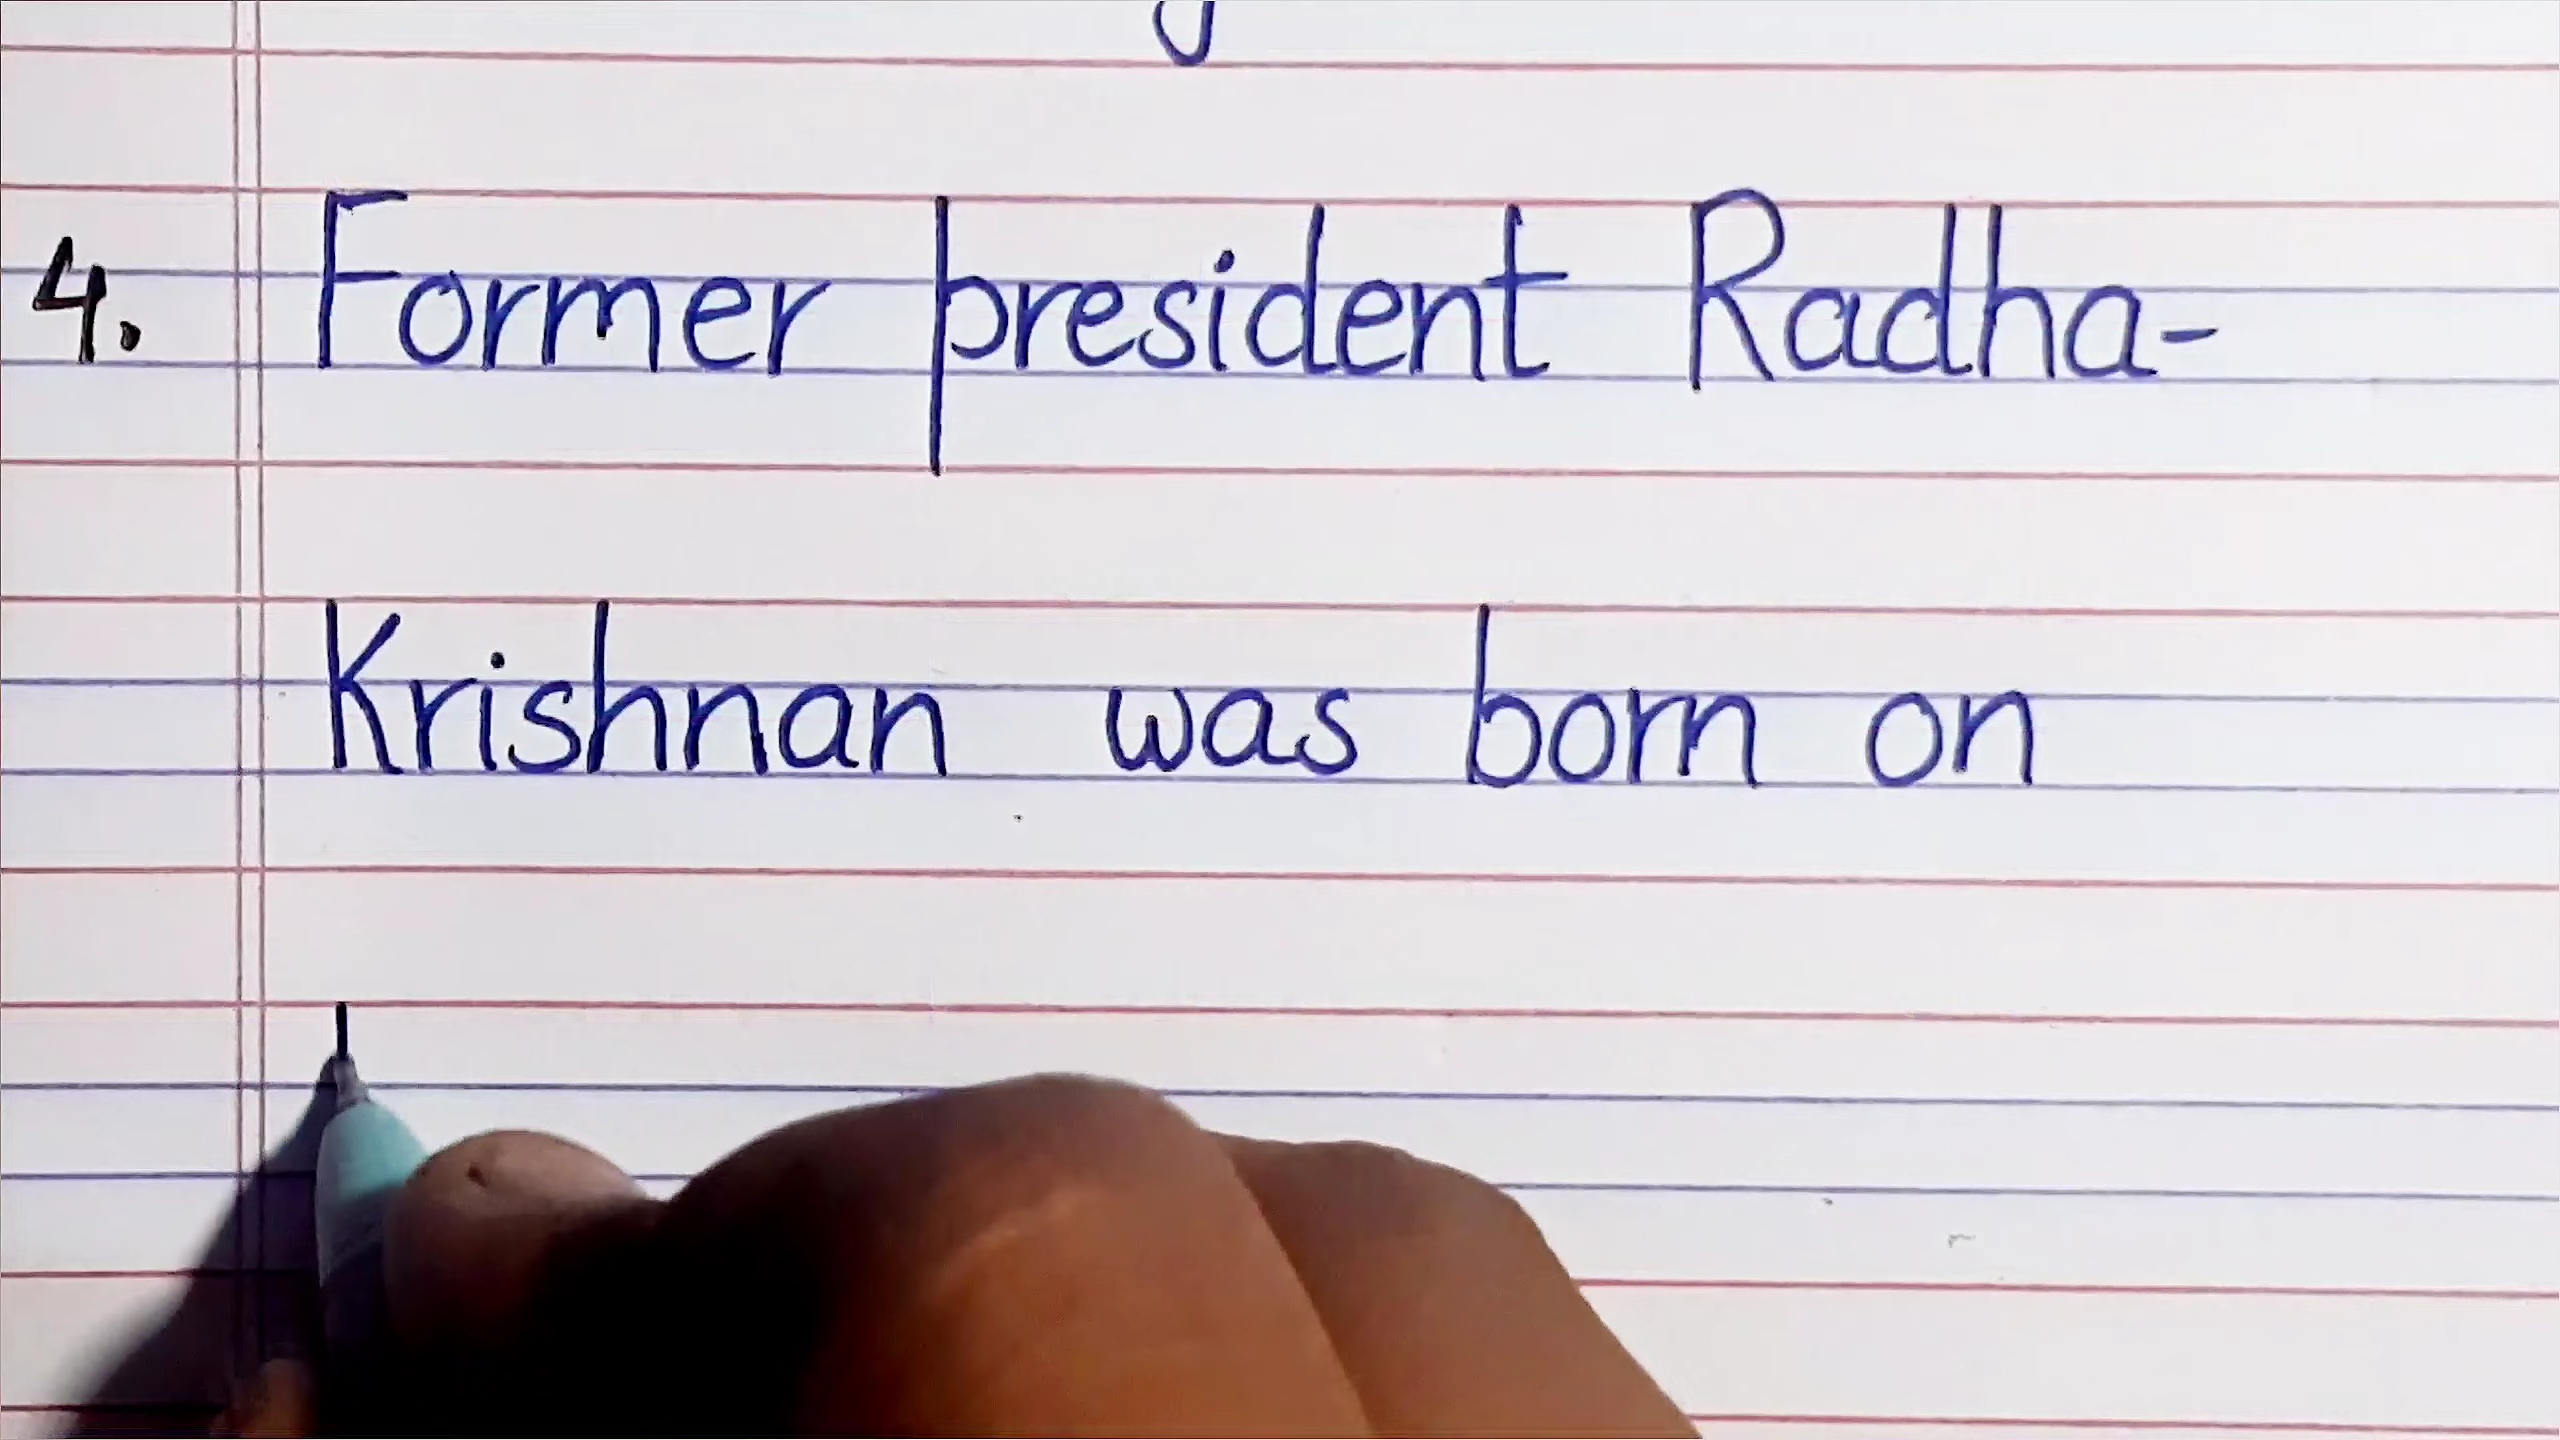 4. Former president Radha-
Krishnan was born on